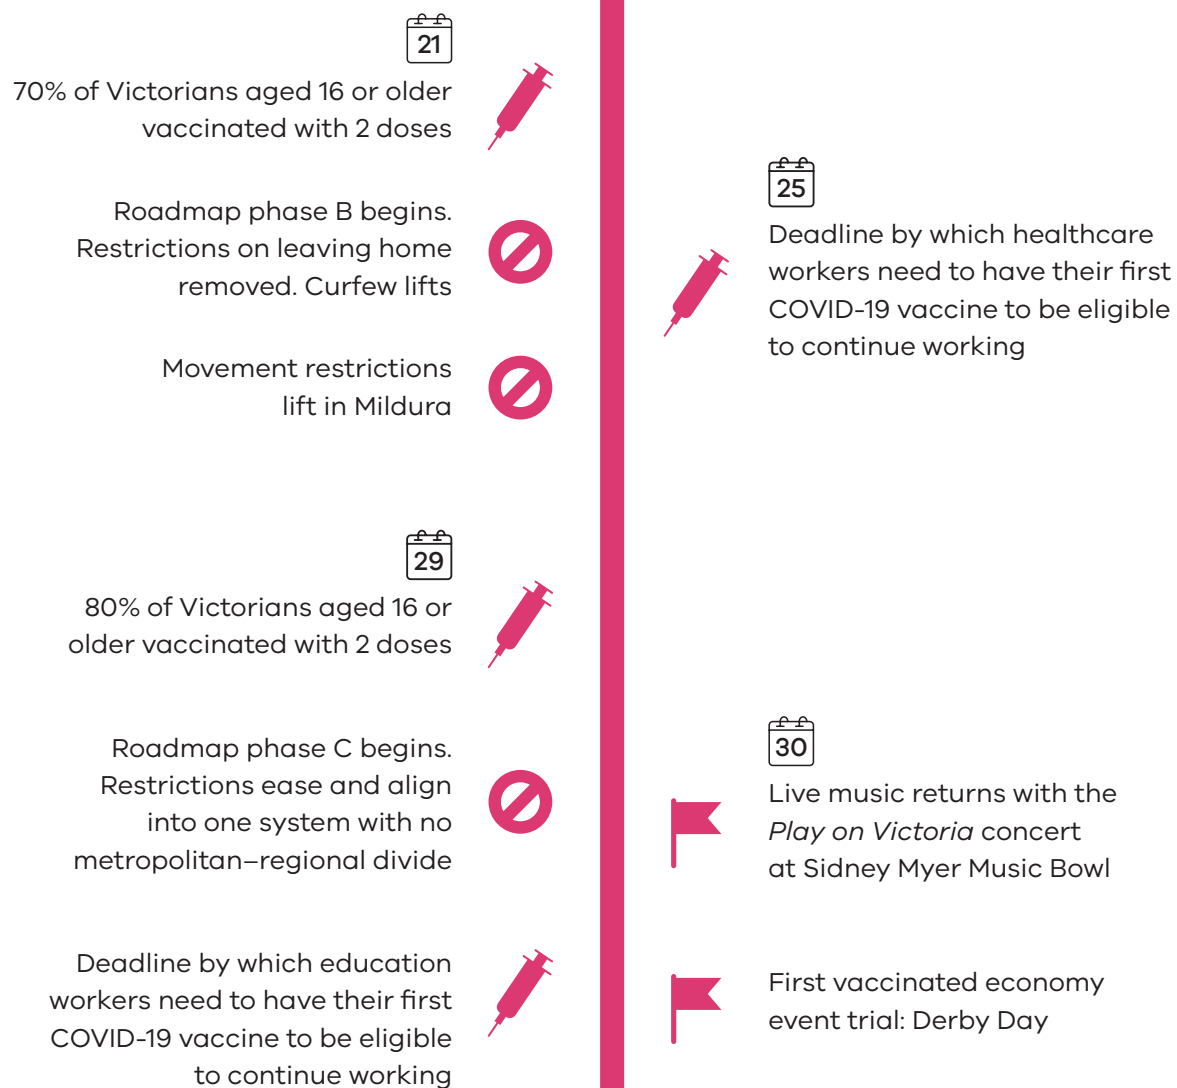 21
70% of Victorians aged 16 or older
vaccinated with 2 doses
Roadmap phase B begins.
Restrictions on leaving home
removed. Curfew lifts
Movement restrictions
lift in Mildura
25
Deadline by which healthcare
workers need to have their first
COVID-19 vaccine to be eligible
to continue working
29
80% of Victorians aged 16 or
older vaccinated with 2 doses
Roadmap phase C begins.
Restrictions ease and align
into one system with no
metropolitan–regional divide
Deadline by which education
workers need to have their first
COVID-19 vaccine to be eligible
to continue working
30
Live music returns with the
Play on Victoria concert
at Sidney Myer Music Bowl
First vaccinated economy
event trial: Derby Day